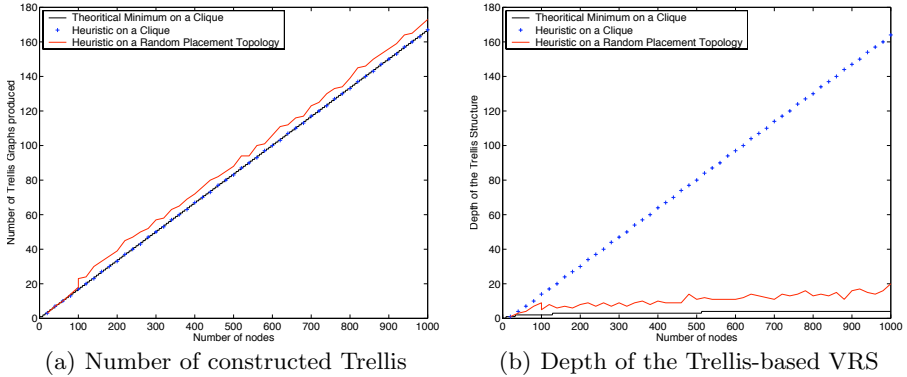 Theoritical Minimum on a Clique
Heuristic on a Clique
Heuristic on a Random Placement Topology
Number of Trellis Graphs produced
180
160
140
120
100
80
60
40
20
0
0 100 200 300 400 500 600 700 800 900 1000
Number of nodes
(a) Number of constructed Trellis
Theoritical Minimum on a Clique
Heuristic on a Clique
Heuristic on a Random Placement Topology
Depth of the Trellis Structure
180
160
140
120
100
80
60
40
20
0
0 100 200 300 400 500 600 700 800 900 1000
Number of nodes
(b) Depth of the Trellis-based VRS